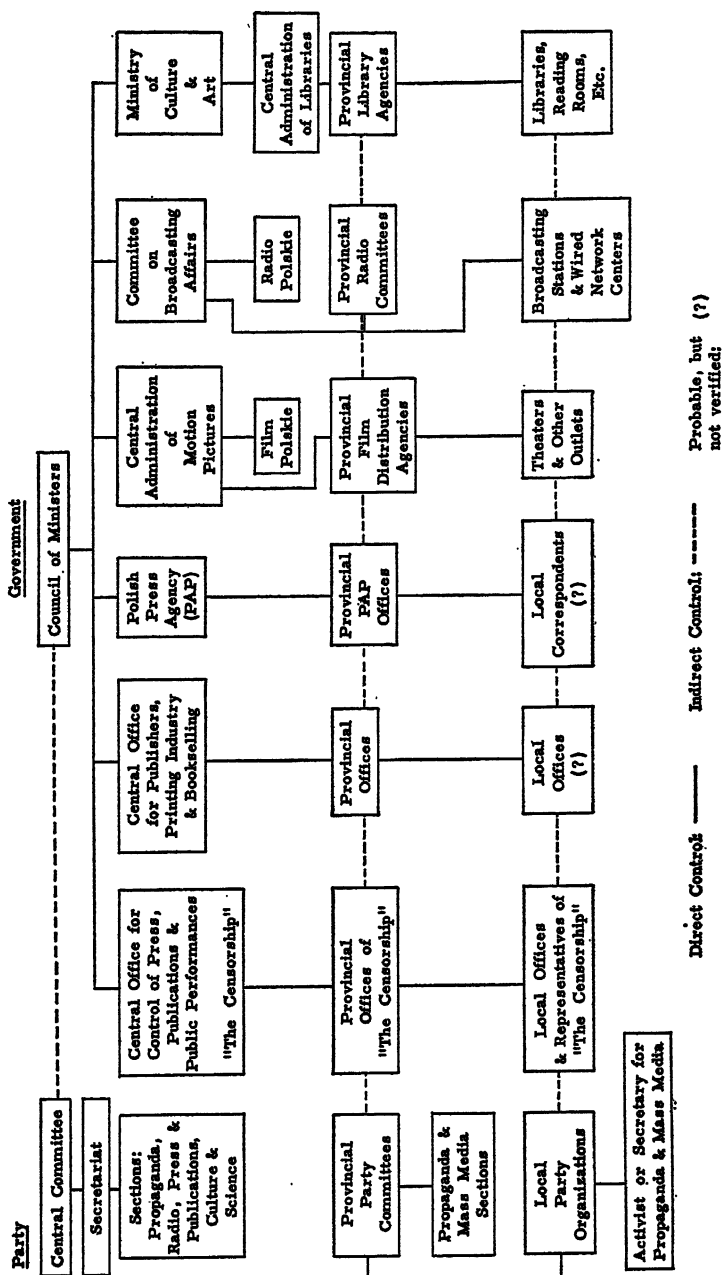 Party
Central Committee
Secretariat
Sections:
Propaganda,
Radio, Press &
Publications,
Culture &
Science
Provincial
Party
Committees
Propaganda &
Mass Media
Sections
Local
Party
Organizations
Activist or Secretary for
Propaganda & Mass Media
Government
Council of Ministers
Central Office for
Control of Press,
Publications &
Public Performances
"The Censorship"
Central Office
for Publishers,
Printing Industry
& Bookselling
Polish
Press
Agency
(PAP)
Central
Administration
of
Motion
Pictures
Film
Polskie
Committee
on
Broadcasting
Affairs
Radio
Polskie
Ministry
of
Culture
&
Art
Central
Administration
of Libraries
Provincial
Offices of
"The Censorship"
Provincial
Offices
Provincial
PAP
Offices
Provincial
Film
Distribution
Agencies
Provincial
Radio
Committees
Provincial
Library
Agencies
Local Offices
& Representatives of
"The Censorship"
Local
Offices
(?)
Local
Correspondents
(?)
Theaters
& Other
Outlets
Broadcasting
Stations
& Wired
Network
Centers
Libraries,
Reading
Rooms,
Etc.
Direct Control:
Indirect Control:
Probable, but (?)
not verified: